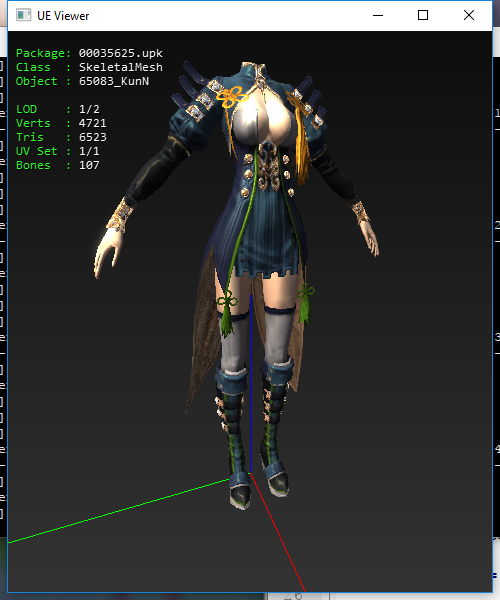 UE Viewer
Package: 00035625.upk
Class  : SkeletalMesh
Object : 65083_KunN
LOD    : 1/2
Verts  : 4721
Tris   : 6523
UV Set : 1/1
Bones  : 107